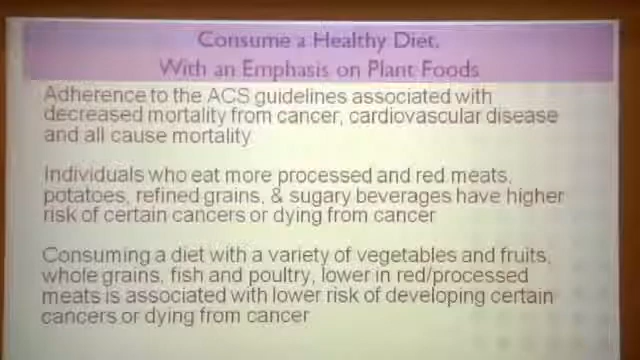 Consume a Healthy Diet,
With an Emphasis on Plant Foods
Adherence to the ACS guidelines associated with
decreased mortality from cancer, cardiovascular disease
and all cause mortality
Individuals who eat more processed and red meats,
potatoes, refined grains, & sugary beverages have higher
risk of certain cancers or dying from cancer
Consuming a diet with a variety of vegetables and fruits,
whole grains, fish and poultry, lower in red/processed
meats is associated with lower risk of developing certain
cancers or dying from cancer